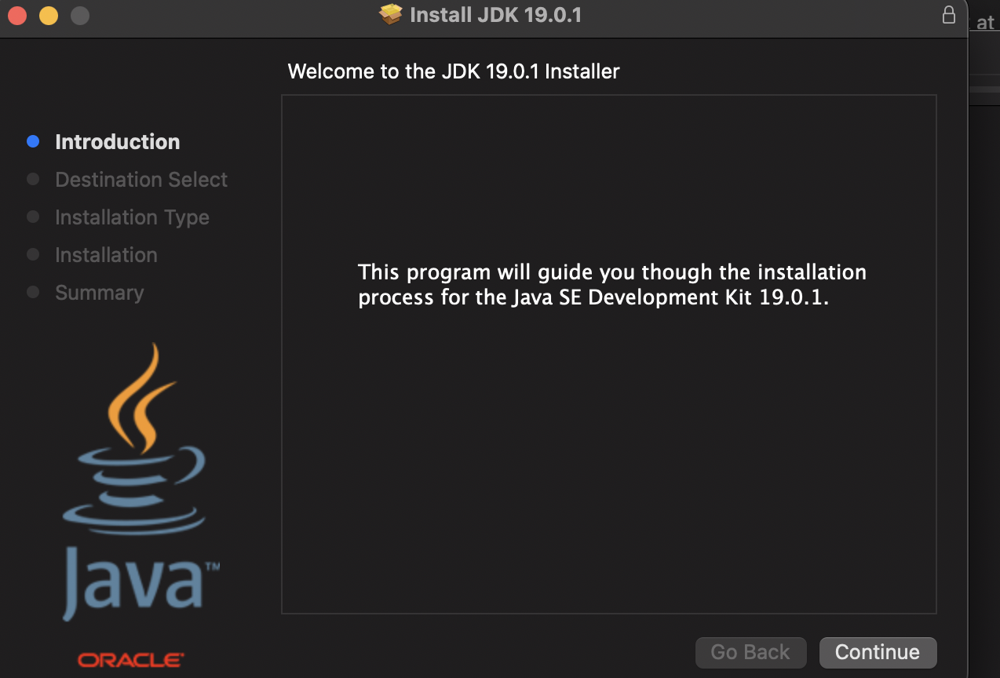 Install JDK 19.0.1
at
Welcome to the JDK 19.0.1 Installer
Introduction
Destination Select
Installation Type
Installation
Summary
This program will guide you though the installation
process for the Java SE Development Kit 19.0.1.
Java™
ORACLE
Go Back
Continue